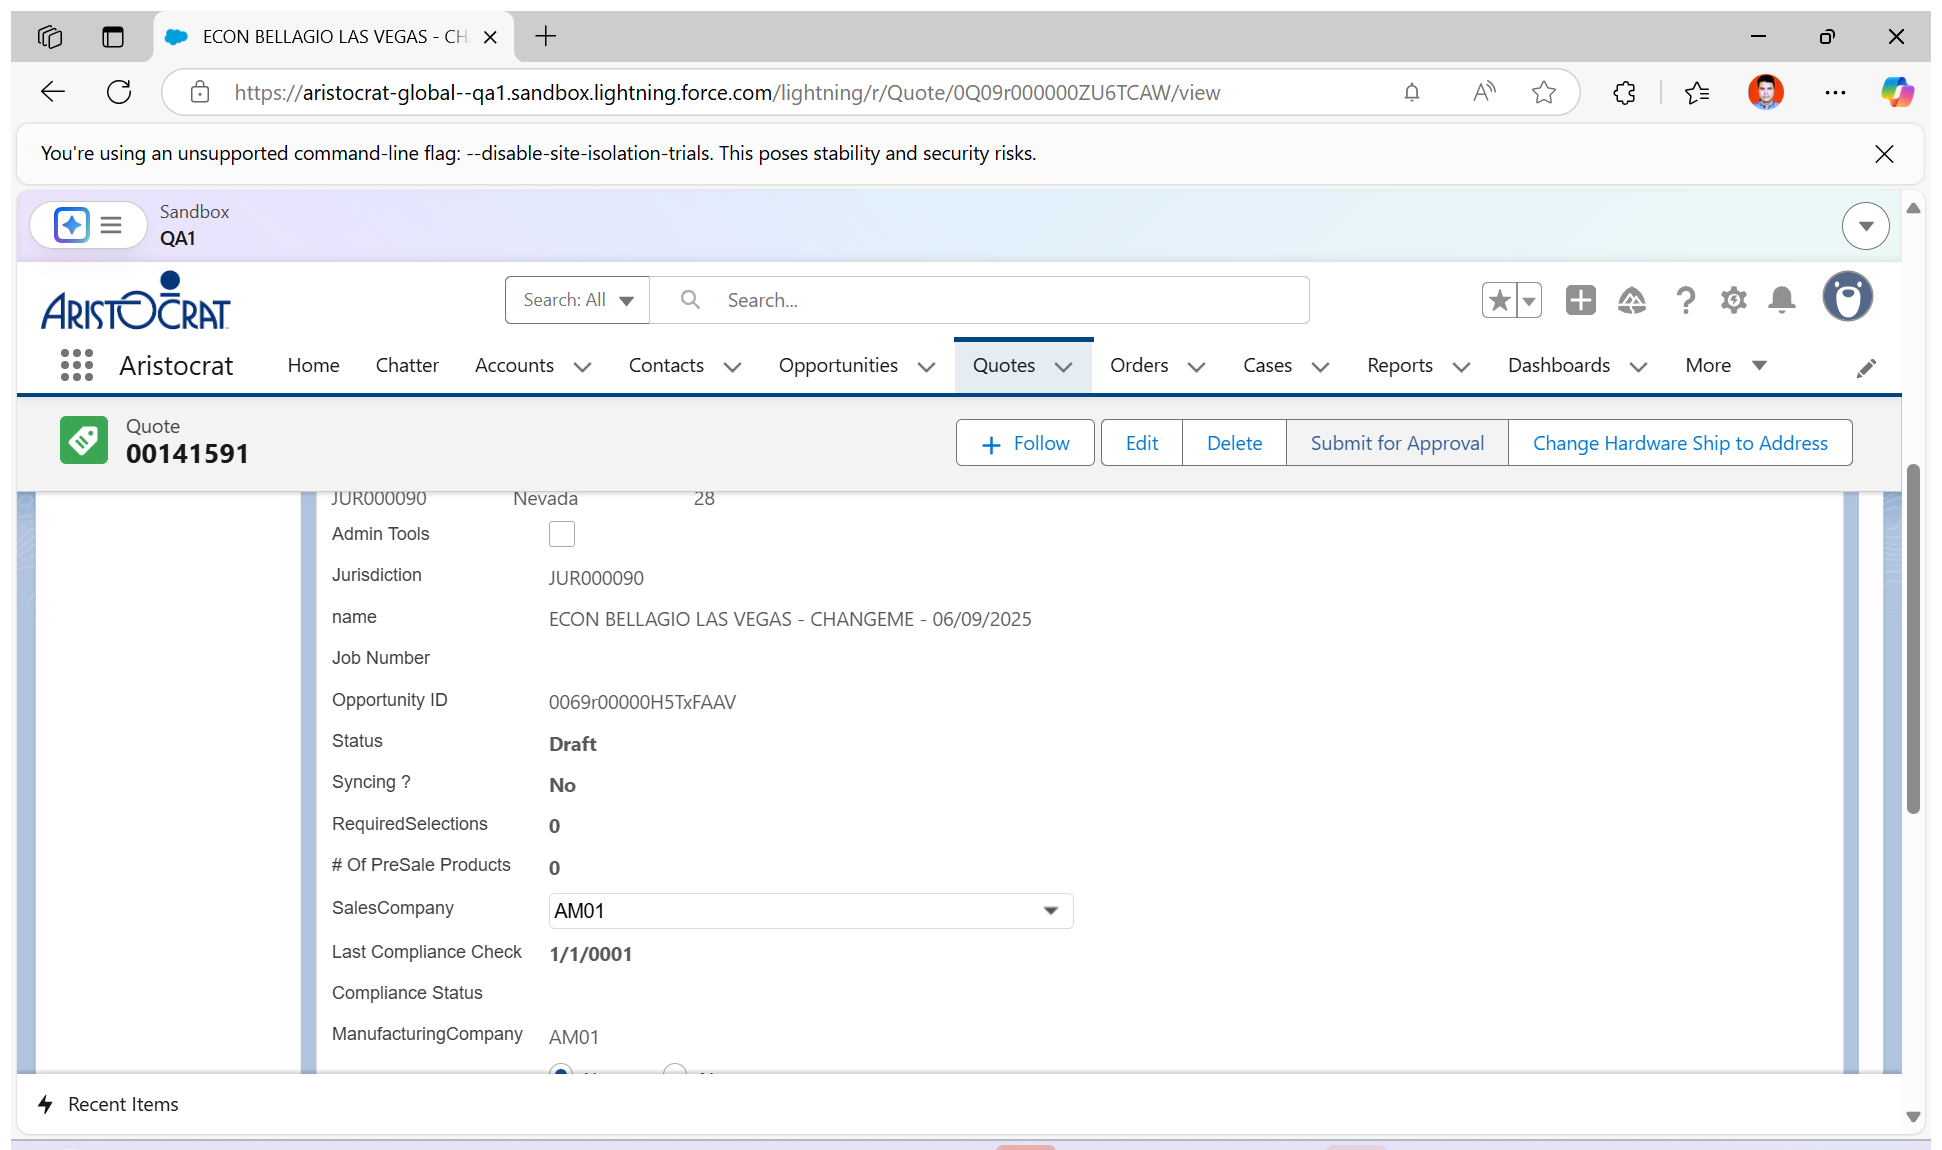 ECON BELLAGIO LAS VEGAS - CH
https://aristocrat-global--qa1.sandbox.lightning.force.com/lightning/r/Quote/0Q09r000000ZU6TCAW/view
You're using an unsupported command-line flag: --disable-site-isolation-trials. This poses stability and security risks.
Sandbox
QA1
ARISTOCRAT
Search: All
Search...
Aristocrat Home Chatter Accounts Contacts Opportunities Quotes Orders Cases Reports Dashboards More
Quote
00141591
Follow Edit Delete Submit for Approval Change Hardware Ship to Address
JUR000090 Nevada 28
Admin Tools
Jurisdiction JUR000090
name ECON BELLAGIO LAS VEGAS - CHANGEME - 06/09/2025
Job Number
Opportunity ID 0069r00000H5TxFAAV
Status Draft
Syncing ? No
RequiredSelections 0
# Of PreSale Products 0
SalesCompany AM01
Last Compliance Check 1/1/0001
Compliance Status
ManufacturingCompany AM01
Recent Items